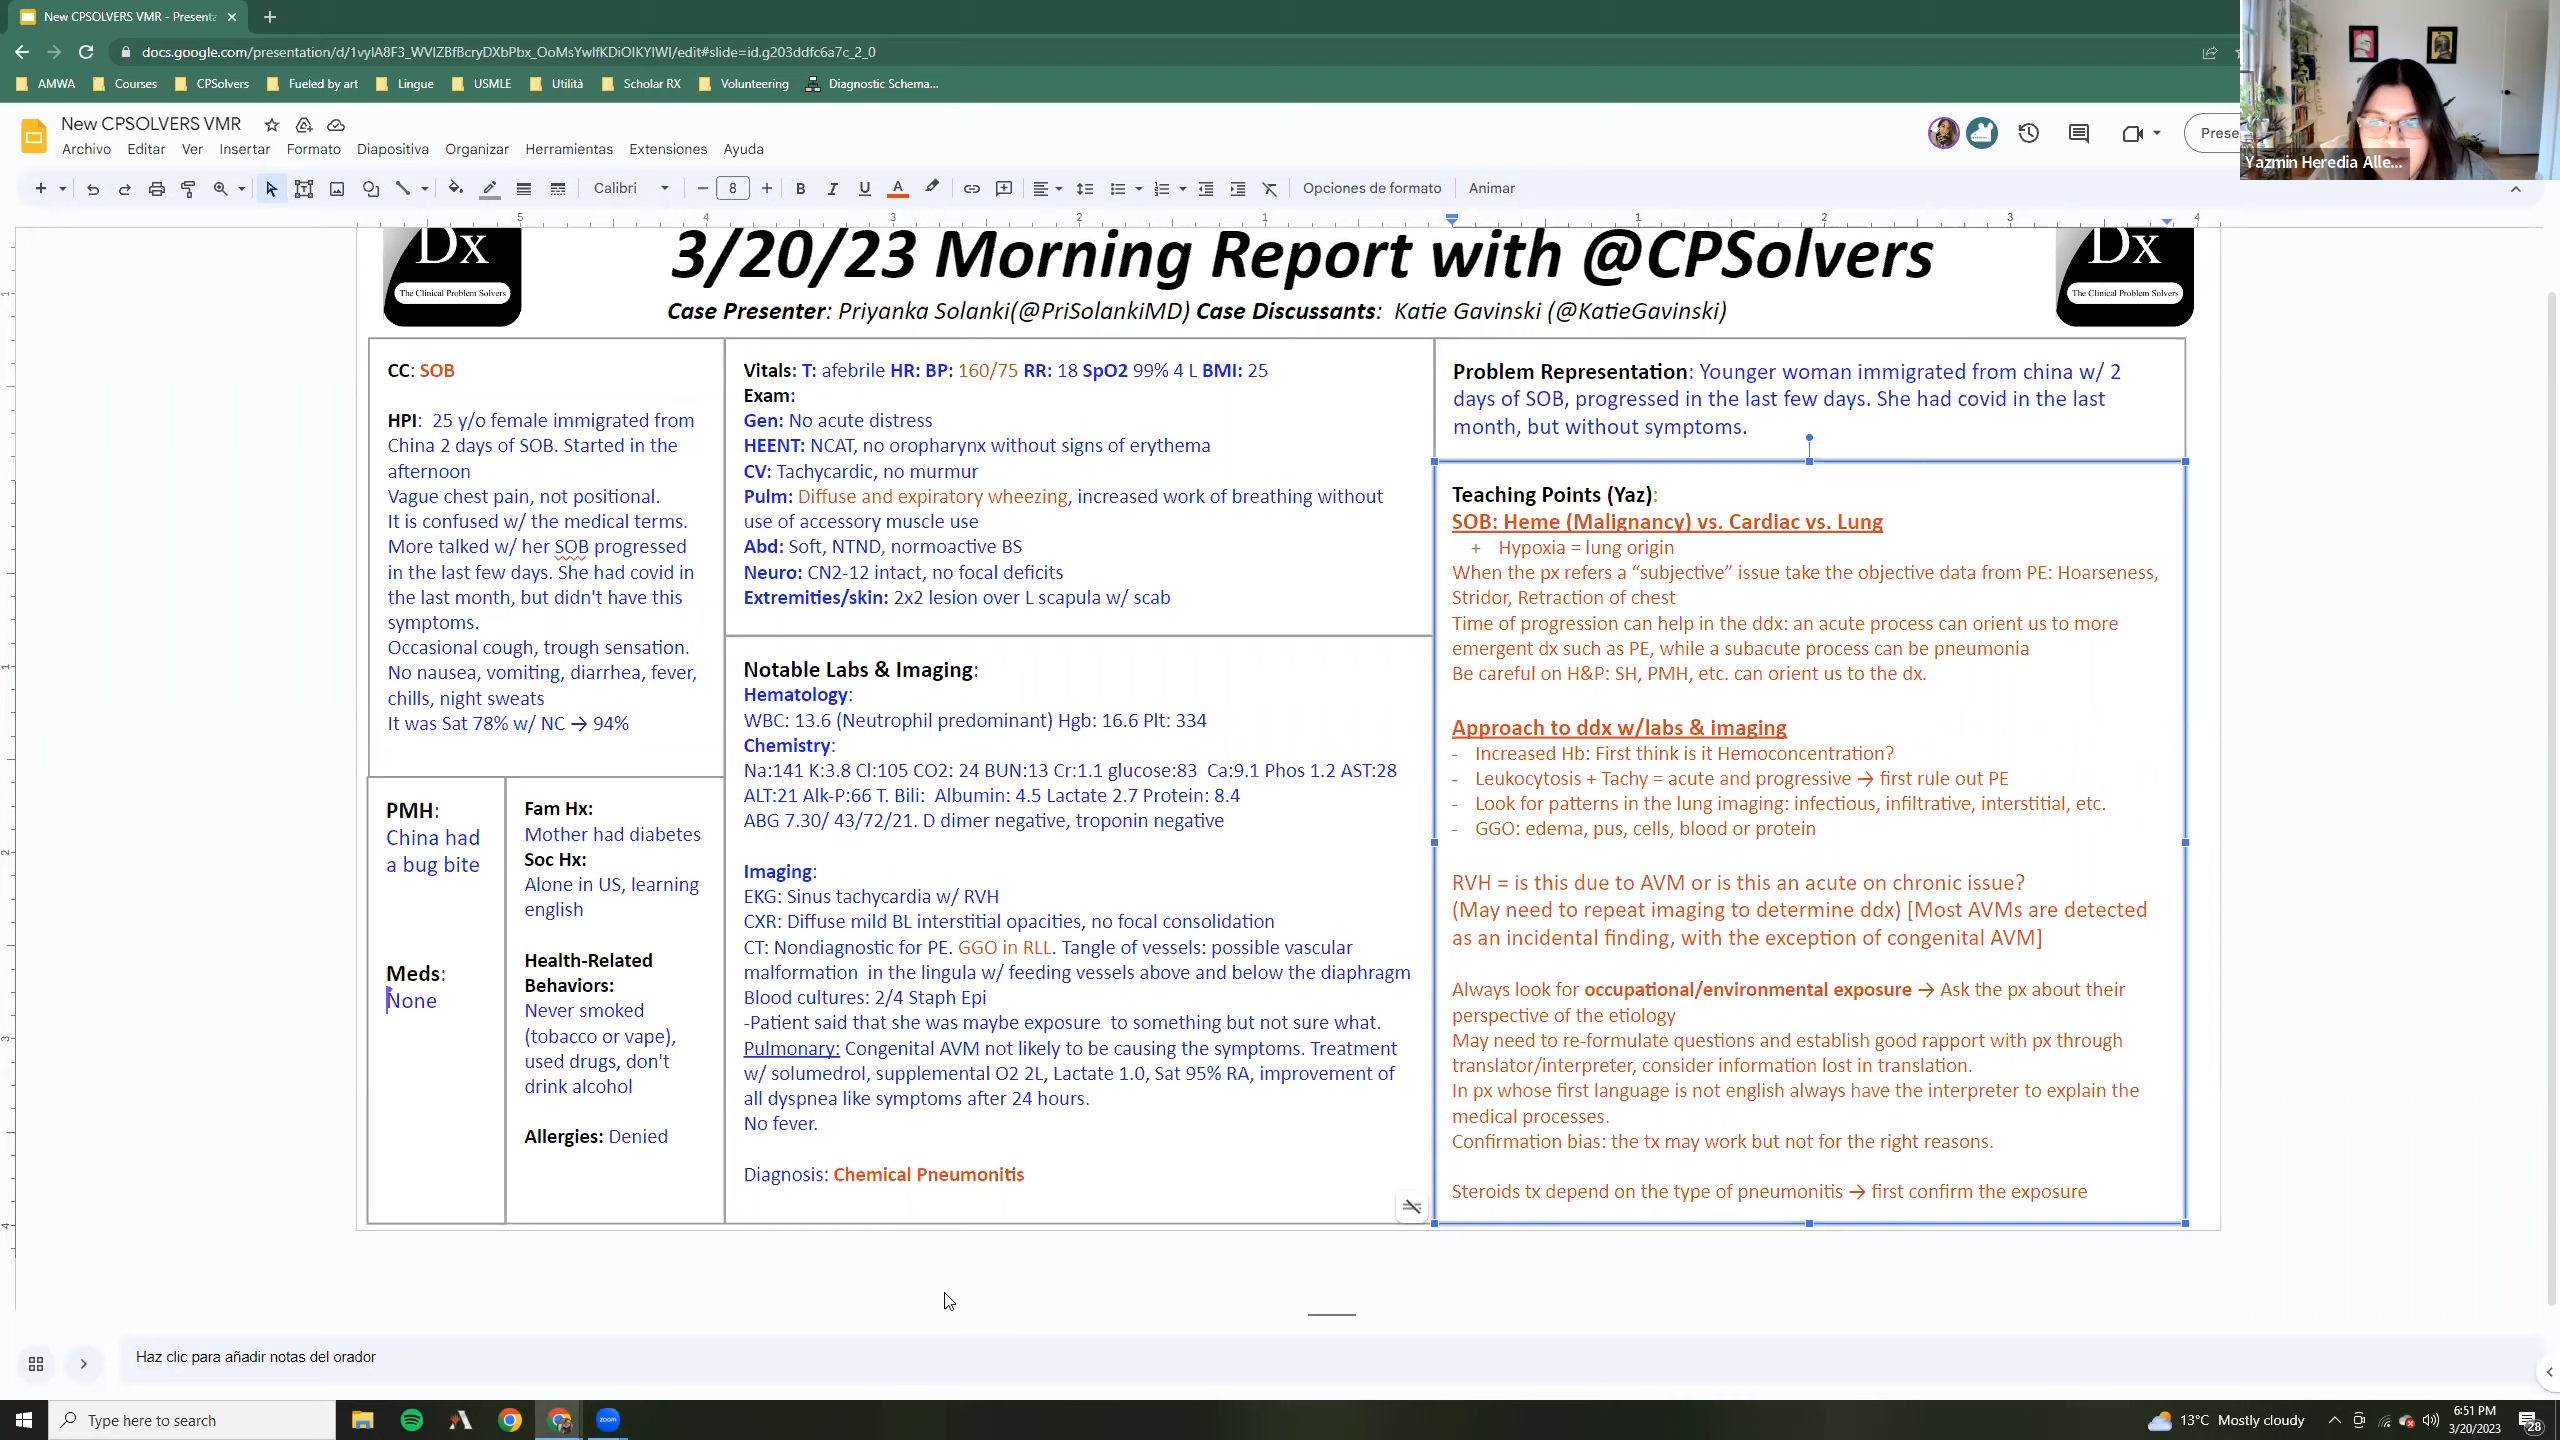 New CPSOLVERS VMR - Present
docs.google.com/presentation/d/1vylA8F3_WVIZBfBcryDXbPbx_OoMsYwlfKDiOIKYIWI/edit#slide=id.g203ddfc6a7c_2_0
AMWA Courses CPSolvers Fueled by art Lingue USMLE Utilità Scholar RX Volunteering Diagnostic Schema...
New CPSOLVERS VMR
Archivo Editar Ver Insertar Formato Diapositiva Organizar Herramientas Extensiones Ayuda
Prese
Yazmin Heredia Alle...
Calibri 8 Opciones de formato Animar
5 4 3 2 1 1 2 3 4
Dx
The Clinical Problem Solvers
3/20/23 Morning Report with @CPSolvers
Case Presenter: Priyanka Solanki(@PriSolankiMD) Case Discussants: Katie Gavinski (@KatieGavinski)
Dx
The Clinical Problem Solvers
CC: SOB
HPI: 25 y/o female immigrated from
China 2 days of SOB. Started in the
afternoon
Vague chest pain, not positional.
It is confused w/ the medical terms.
More talked w/ her SOB progressed
in the last few days. She had covid in
the last month, but didn't have this
symptoms.
Occasional cough, trough sensation.
No nausea, vomiting, diarrhea, fever,
chills, night sweats
It was Sat 78% w/ NC → 94%
PMH:
China had
a bug bite
Meds:
None
Fam Hx:
Mother had diabetes
Soc Hx:
Alone in US, learning
english
Health-Related
Behaviors:
Never smoked
(tobacco or vape),
used drugs, don't
drink alcohol
Allergies: Denied
Vitals: T: afebrile HR: BP: 160/75 RR: 18 SpO2 99% 4 L BMI: 25
Exam:
Gen: No acute distress
HEENT: NCAT, no oropharynx without signs of erythema
CV: Tachycardic, no murmur
Pulm: Diffuse and expiratory wheezing, increased work of breathing without
use of accessory muscle use
Abd: Soft, NTND, normoactive BS
Neuro: CN2-12 intact, no focal deficits
Extremities/skin: 2x2 lesion over L scapula w/ scab
Notable Labs & Imaging:
Hematology:
WBC: 13.6 (Neutrophil predominant) Hgb: 16.6 Plt: 334
Chemistry:
Na:141 K:3.8 Cl:105 CO2: 24 BUN:13 Cr:1.1 glucose:83 Ca:9.1 Phos 1.2 AST:28
ALT:21 Alk-P:66 T. Bili: Albumin: 4.5 Lactate 2.7 Protein: 8.4
ABG 7.30/ 43/72/21. D dimer negative, troponin negative
Imaging:
EKG: Sinus tachycardia w/ RVH
CXR: Diffuse mild BL interstitial opacities, no focal consolidation
CT: Nondiagnostic for PE. GGO in RLL. Tangle of vessels: possible vascular
malformation in the lingula w/ feeding vessels above and below the diaphragm
Blood cultures: 2/4 Staph Epi
-Patient said that she was maybe exposure to something but not sure what.
Pulmonary: Congenital AVM not likely to be causing the symptoms. Treatment
w/ solumedrol, supplemental O2 2L, Lactate 1.0, Sat 95% RA, improvement of
all dyspnea like symptoms after 24 hours.
No fever.
Diagnosis: Chemical Pneumonitis
Problem Representation: Younger woman immigrated from china w/ 2
days of SOB, progressed in the last few days. She had covid in the last
month, but without symptoms.
Teaching Points (Yaz):
SOB: Heme (Malignancy) vs. Cardiac vs. Lung
+ Hypoxia = lung origin
When the px refers a “subjective” issue take the objective data from PE: Hoarseness,
Stridor, Retraction of chest
Time of progression can help in the ddx: an acute process can orient us to more
emergent dx such as PE, while a subacute process can be pneumonia
Be careful on H&P: SH, PMH, etc. can orient us to the dx.
Approach to ddx w/labs & imaging
- Increased Hb: First think is it Hemoconcentration?
- Leukocytosis + Tachy = acute and progressive → first rule out PE
- Look for patterns in the lung imaging: infectious, infiltrative, interstitial, etc.
- GGO: edema, pus, cells, blood or protein
RVH = is this due to AVM or is this an acute on chronic issue?
(May need to repeat imaging to determine ddx) [Most AVMs are detected
as an incidental finding, with the exception of congenital AVM]
Always look for occupational/environmental exposure → Ask the px about their
perspective of the etiology
May need to re-formulate questions and establish good rapport with px through
translator/interpreter, consider information lost in translation.
In px whose first language is not english always have the interpreter to explain the
medical processes.
Confirmation bias: the tx may work but not for the right reasons.
Steroids tx depend on the type of pneumonitis → first confirm the exposure
Haz clic para añadir notas del orador
Type here to search
zoom
13°C Mostly cloudy
6:51 PM
3/20/2023
28